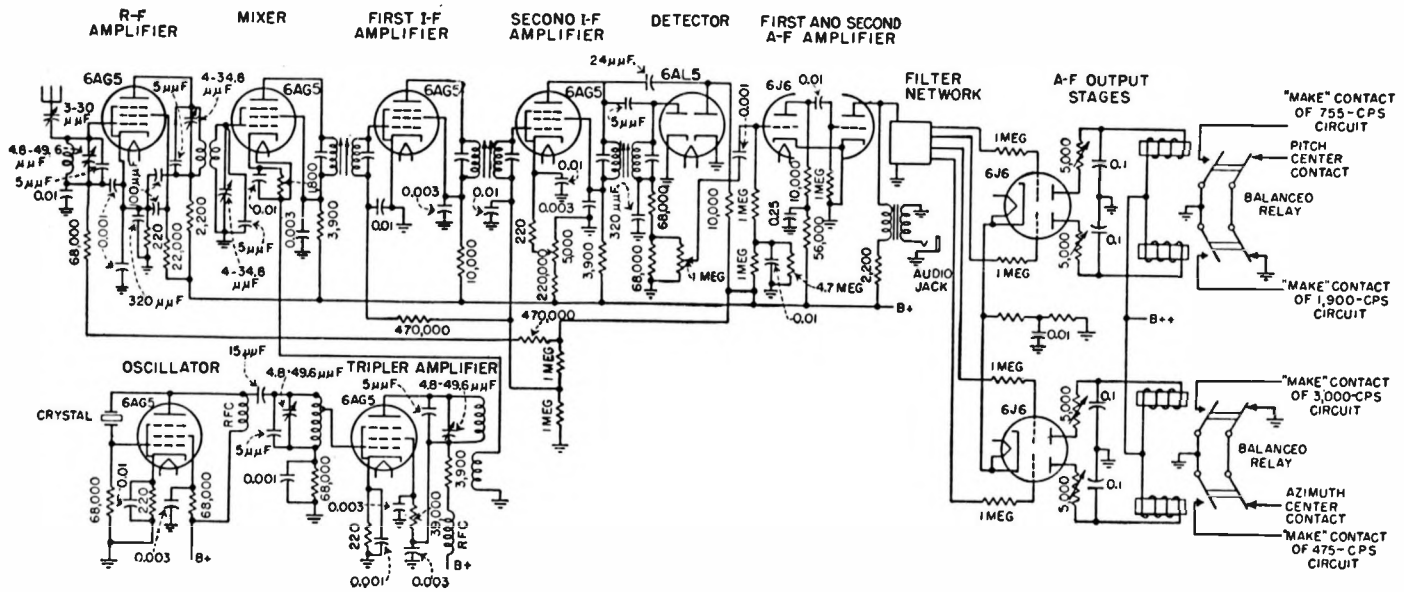 R-F
AMPLIFIER
MIXER
FIRST I-F
AMPLIFIER
SECOND I-F
AMPLIFIER
DETECTOR
FIRST AND SECOND
A-F AMPLIFIER
FILTER
NETWORK
A-F OUTPUT
STAGES
6AG5
3-30
μμF
4.8-49.6
μμF
5μμF
0.01
68,000
0.001
100μμF
320μμF
220
22,000
2,200
5μμF
4-34.8
μμF
6AG5
0.01
5μμF
4-34.8
μμF
1,800
0.003
3,900
6AG5
0.01
0.003
10,000
0.01
6AG5
24μμF
6AL5
5μμF
0.01
0.003
220
220,000
5,000
3,900
320μμF
68,000
68,000
1 MEG
10,000
0.001
1 MEG
1 MEG
6J6
0.01
10,000
1 MEG
0.25
56,000
4.7 MEG
0.01
2,200
AUDIO
JACK
B+
470,000
470,000
1 MEG
1 MEG
1 MEG
6J6
1 MEG
5,000
5,000
0.1
0.1
"MAKE" CONTACT
OF 755-CPS
CIRCUIT
PITCH
CENTER
CONTACT
BALANCED
RELAY
"MAKE" CONTACT
OF 1,900-CPS
CIRCUIT
B++
0.01
1 MEG
6J6
1 MEG
5,000
5,000
0.1
0.1
"MAKE" CONTACT
OF 3,000-CPS
CIRCUIT
BALANCED
RELAY
AZIMUTH
CENTER
CONTACT
"MAKE" CONTACT
OF 475-CPS
CIRCUIT
OSCILLATOR
CRYSTAL
6AG5
68,000
0.01
220
0.003
68,000
B+
RFC
15μμF
4.8-49.6μμF
5μμF
0.001
68,000
TRIPLER AMPLIFIER
6AG5
5μμF
4.8-49.6μμF
3,900
0.003
220
0.001
39,000
0.003
RFC
B+